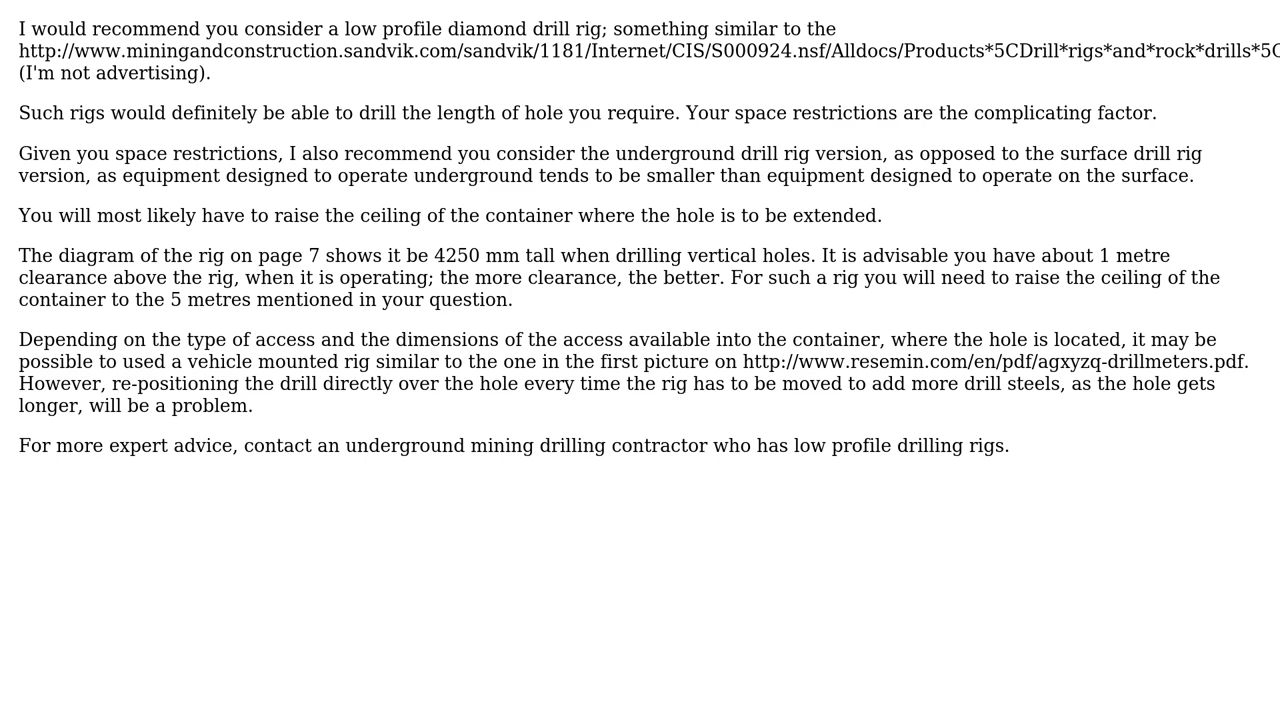 I would recommend you consider a low profile diamond drill rig; something similar to the
http://www.miningandconstruction.sandvik.com/sandvik/1181/Internet/CIS/S000924.nsf/Alldocs/Products*5CDrill*rigs*and*rock*drills*5C
(I'm not advertising).
Such rigs would definitely be able to drill the length of hole you require. Your space restrictions are the complicating factor.
Given you space restrictions, I also recommend you consider the underground drill rig version, as opposed to the surface drill rig
version, as equipment designed to operate underground tends to be smaller than equipment designed to operate on the surface.
You will most likely have to raise the ceiling of the container where the hole is to be extended.
The diagram of the rig on page 7 shows it be 4250 mm tall when drilling vertical holes. It is advisable you have about 1 metre
clearance above the rig, when it is operating; the more clearance, the better. For such a rig you will need to raise the ceiling of the
container to the 5 metres mentioned in your question.
Depending on the type of access and the dimensions of the access available into the container, where the hole is located, it may be
possible to used a vehicle mounted rig similar to the one in the first picture on http://www.resemin.com/en/pdf/agxyzq-drillmeters.pdf.
However, re-positioning the drill directly over the hole every time the rig has to be moved to add more drill steels, as the hole gets
longer, will be a problem.
For more expert advice, contact an underground mining drilling contractor who has low profile drilling rigs.